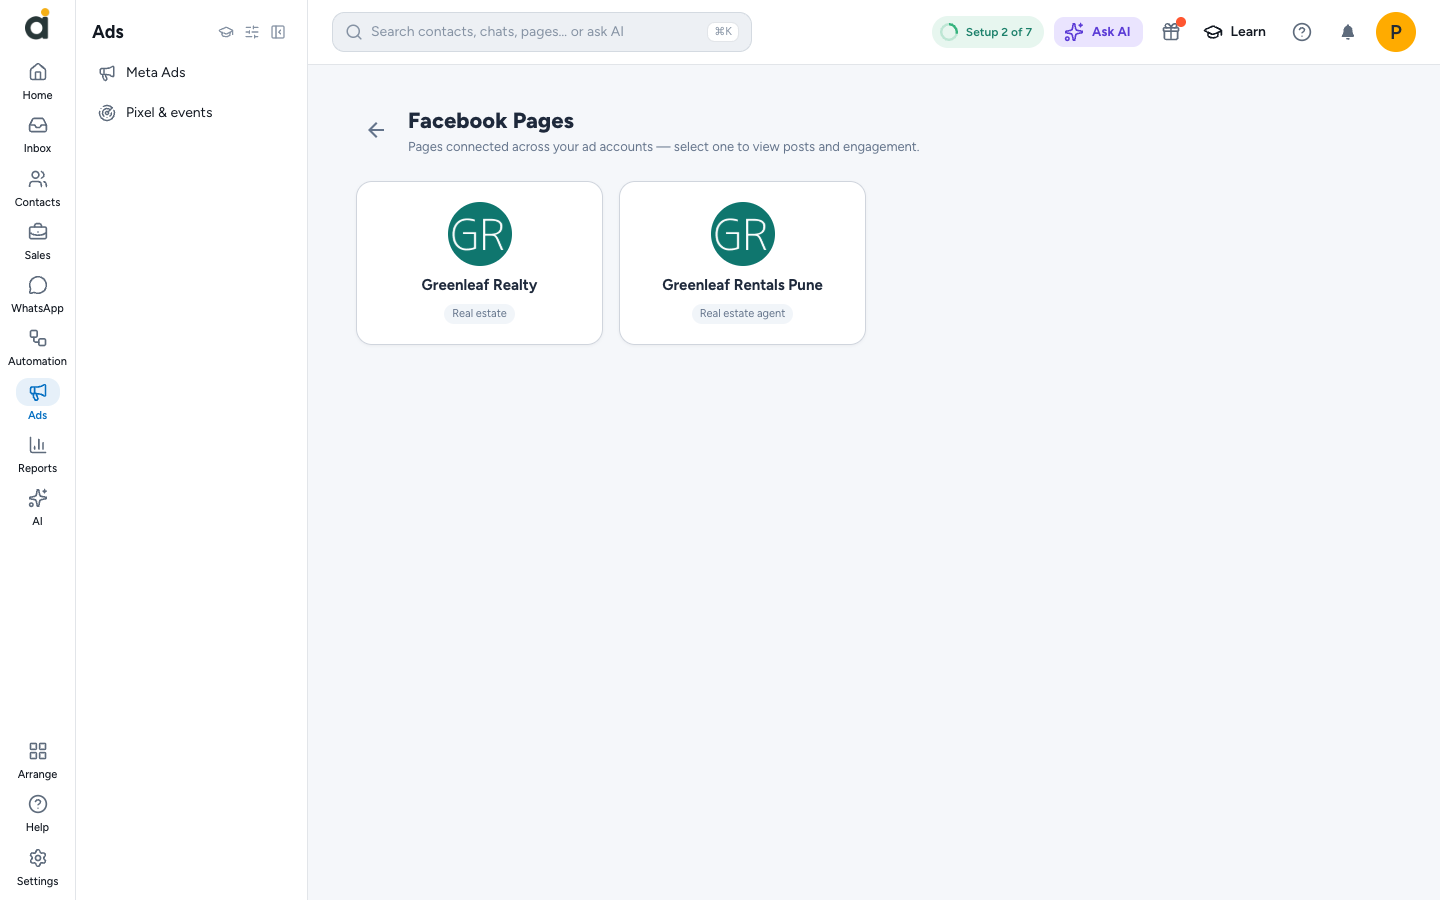 Ads
Search contacts, chats, pages... or ask AI
⌘K
Setup 2 of 7
Ask AI
Learn
P
Home
Inbox
Contacts
Sales
WhatsApp
Automation
Ads
Reports
AI
Arrange
Help
Settings
Meta Ads
Pixel & events
Facebook Pages
Pages connected across your ad accounts — select one to view posts and engagement.
GR
Greenleaf Realty
Real estate
GR
Greenleaf Rentals Pune
Real estate agent